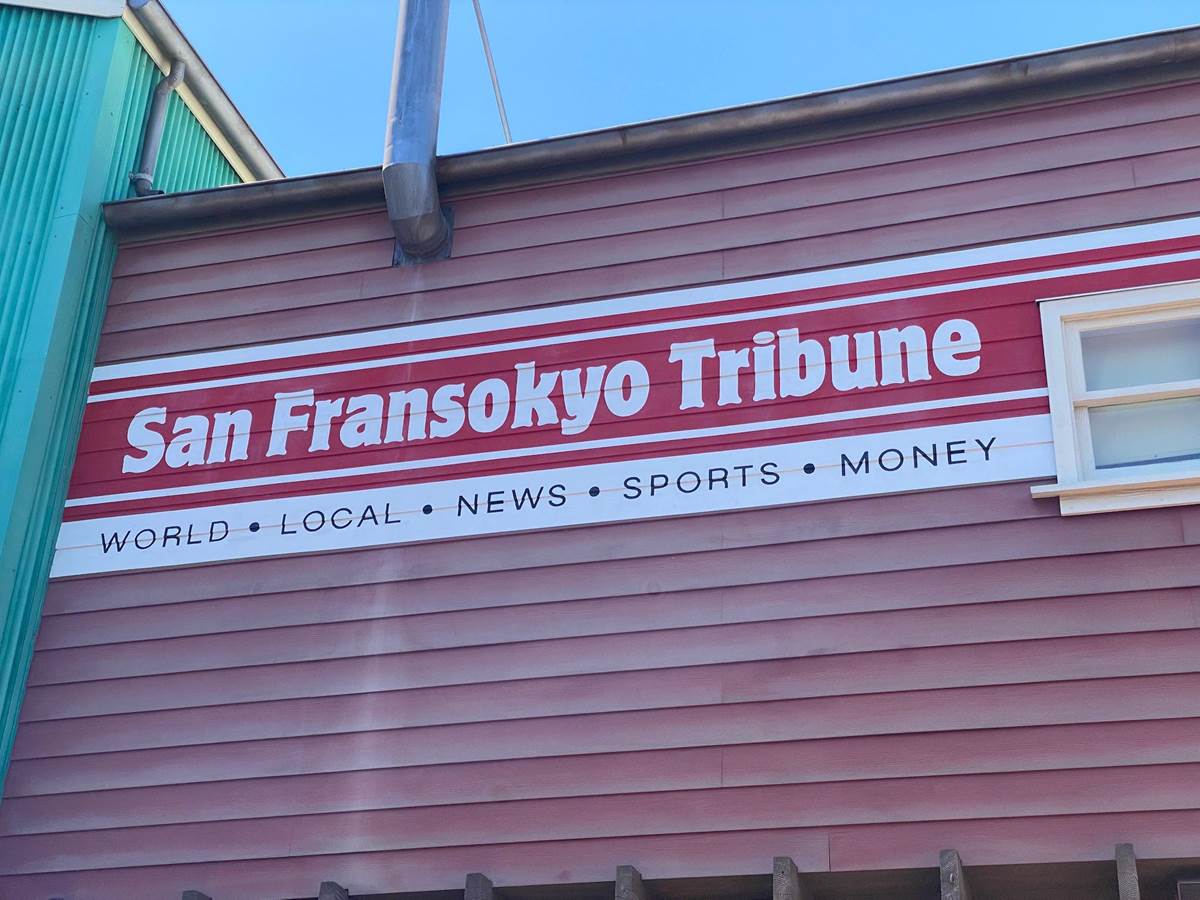 San Fransokyo Tribune
WORLD • LOCAL • NEWS • SPORTS • MONEY